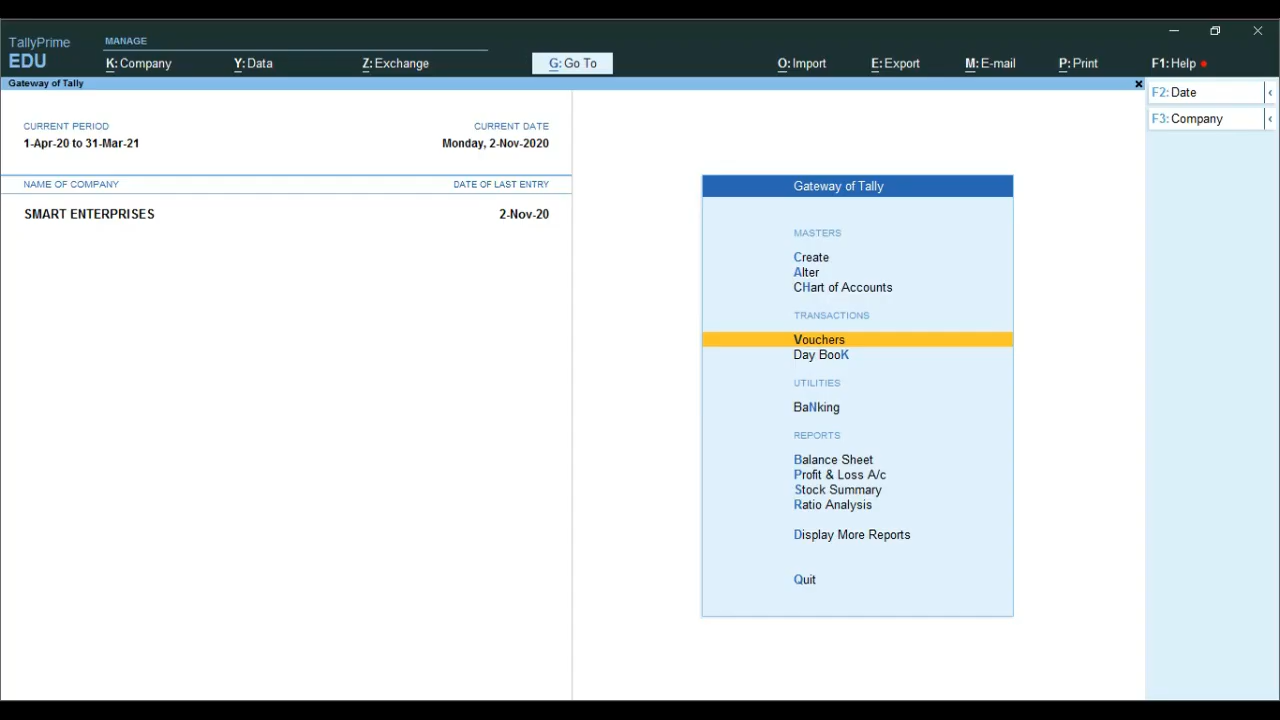 TallyPrime
EDU
MANAGE
K: Company
Y: Data
Z: Exchange
G: Go To
O: Import
E: Export
M: E-mail
P: Print
F1: Help
Gateway of Tally
F2: Date
F3: Company
CURRENT PERIOD
CURRENT DATE
1-Apr-20 to 31-Mar-21
Monday, 2-Nov-2020
NAME OF COMPANY
DATE OF LAST ENTRY
SMART ENTERPRISES
2-Nov-20
Gateway of Tally
MASTERS
Create
Alter
CHart of Accounts
TRANSACTIONS
Vouchers
Day BooK
UTILITIES
BaNking
REPORTS
Balance Sheet
Profit & Loss A/c
Stock Summary
Ratio Analysis
Display More Reports
Quit